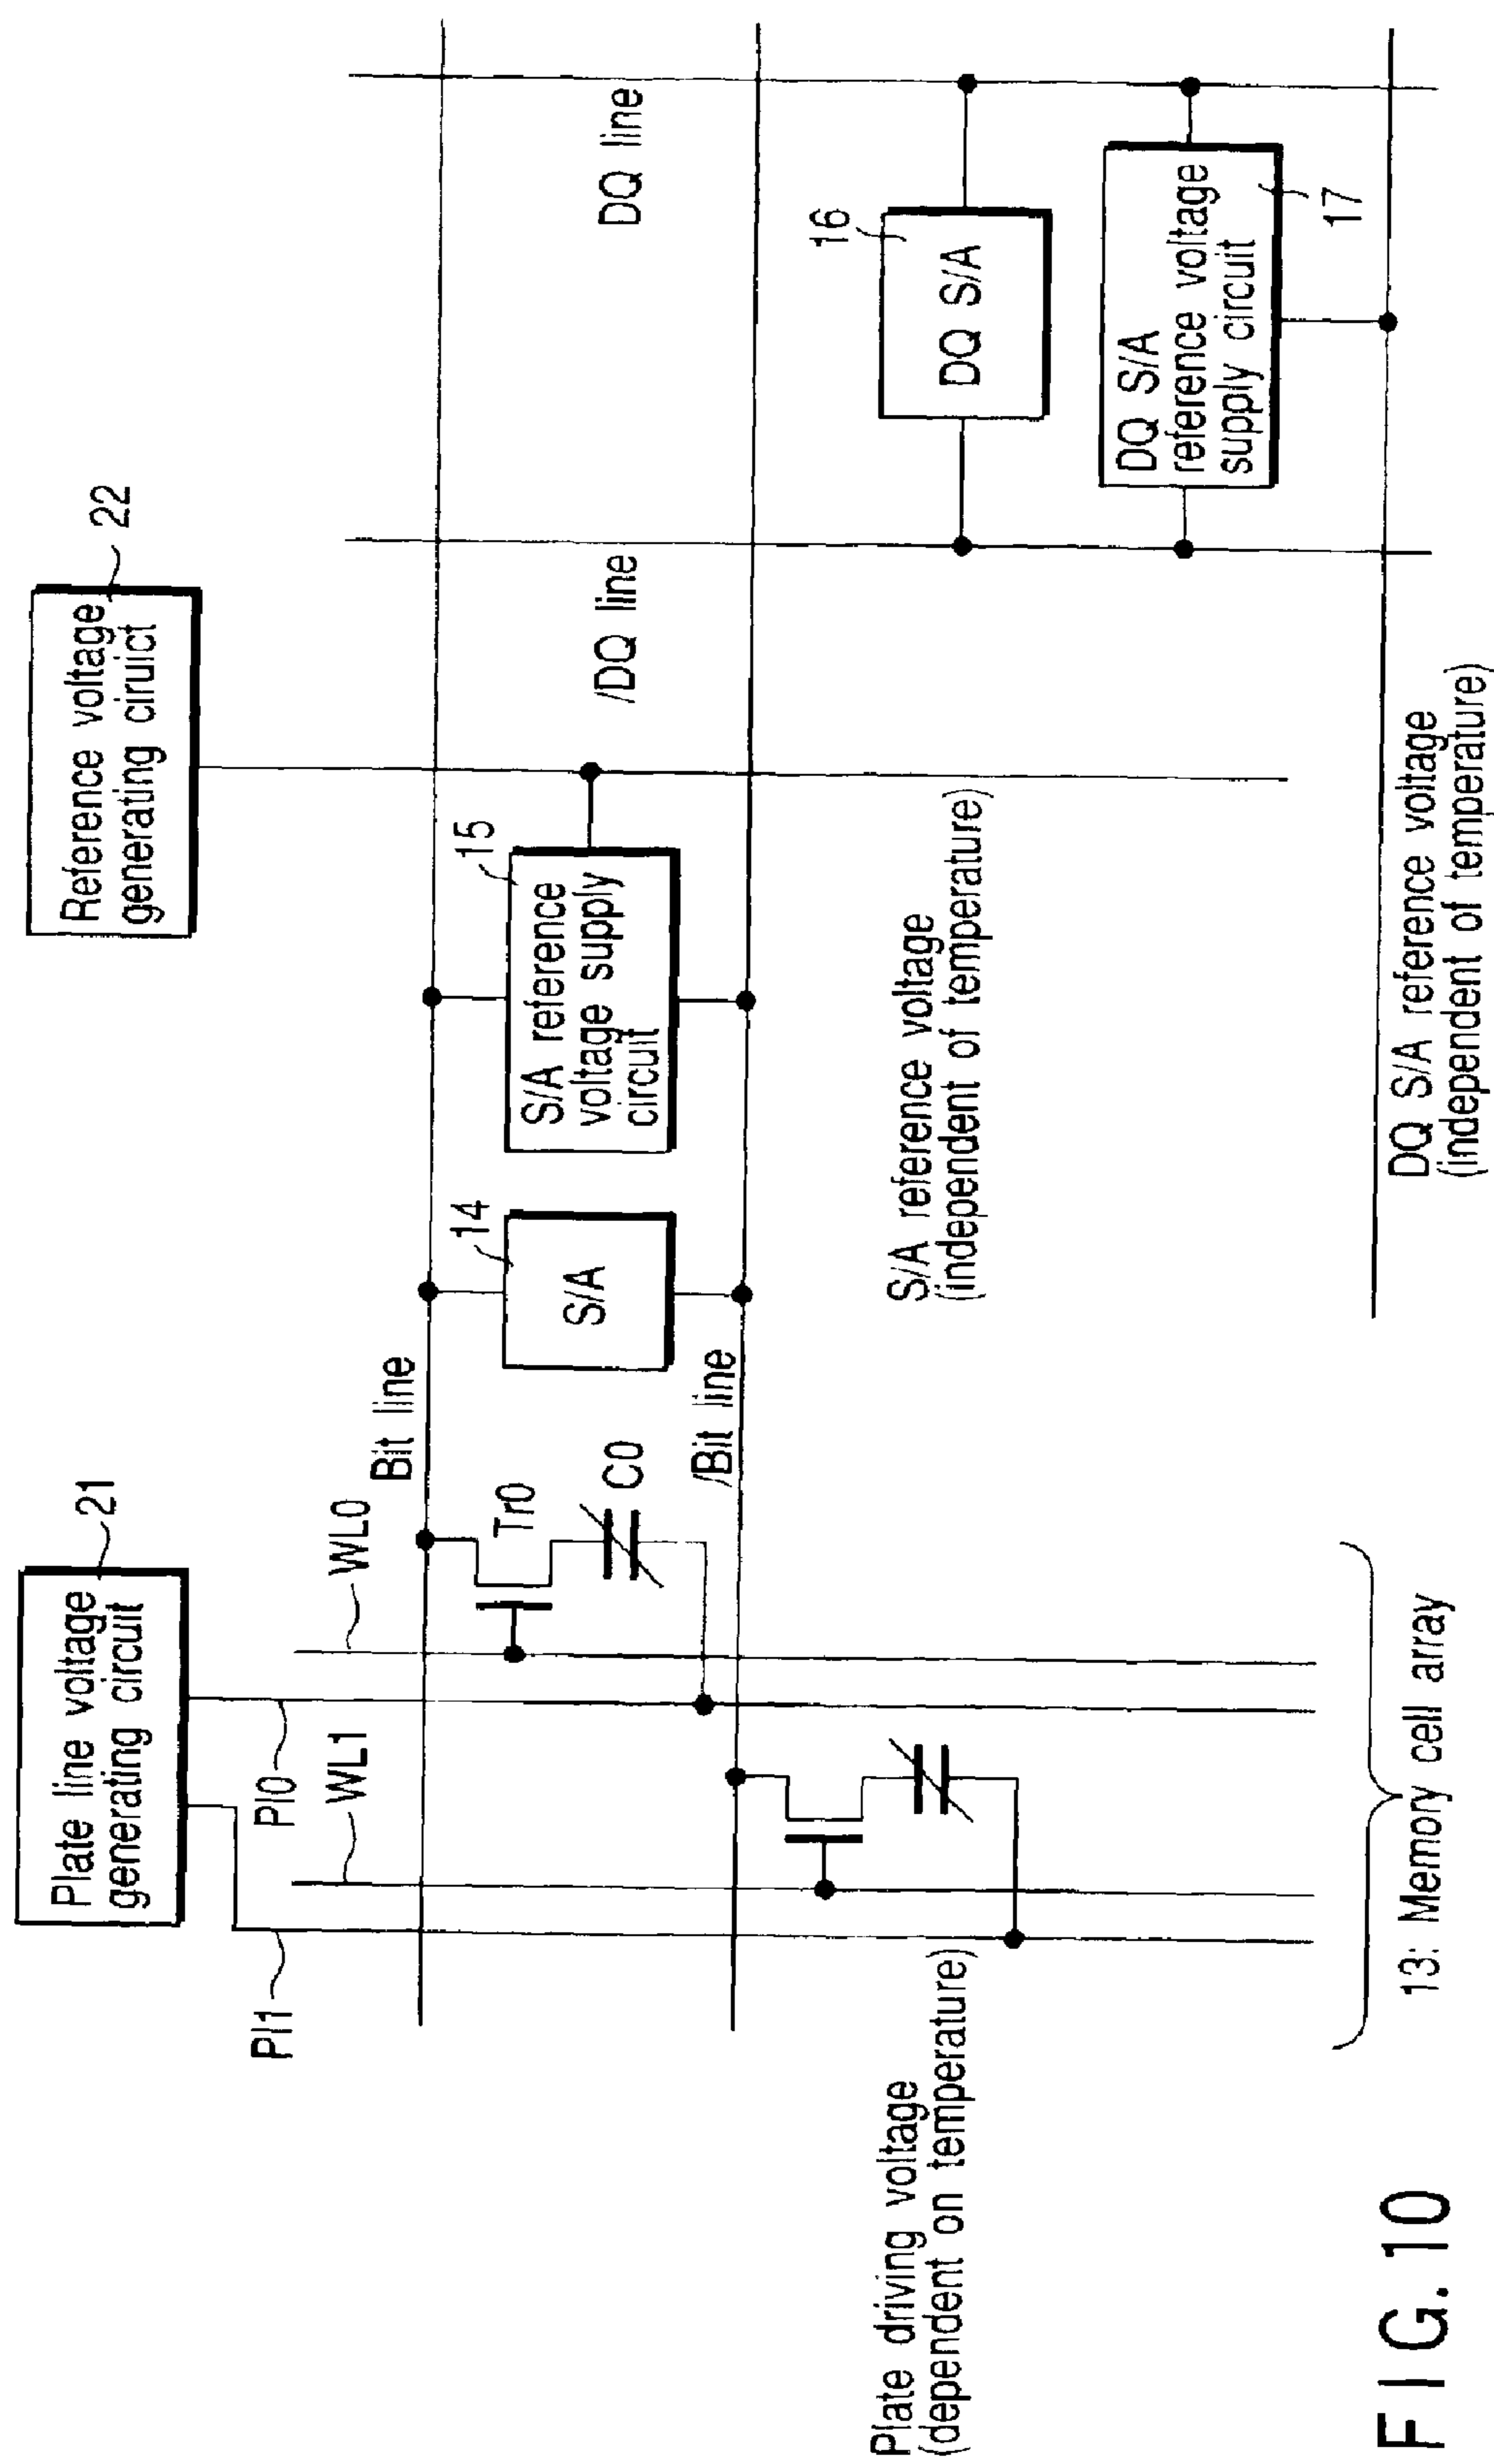 Plate line voltage
generating circuit
21
Reference voltage
generating ciruict
22
Pl1
Pl0
WL1
WL0
Bit line
Tr0
C0
/Bit line
14
S/A
15
S/A reference
voltage supply
circuit
/DQ line
DQ line
16
DQ S/A
DQ S/A
reference voltage
supply circuit
17
Plate driving voltage
(dependent on temperature)
S/A reference voltage
(independent of temperature)
DQ S/A reference voltage
(independent of temperature)
13: Memory cell array
FIG. 10